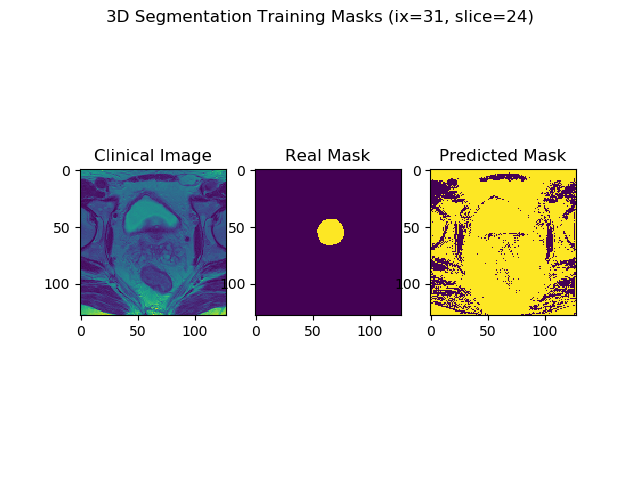 3D Segmentation Training Masks (ix=31, slice=24)
Clinical Image Real Mask Predicted Mask
0 0 0
50 50 50
100 100 100
0 50 100 0 50 100 0 50 100